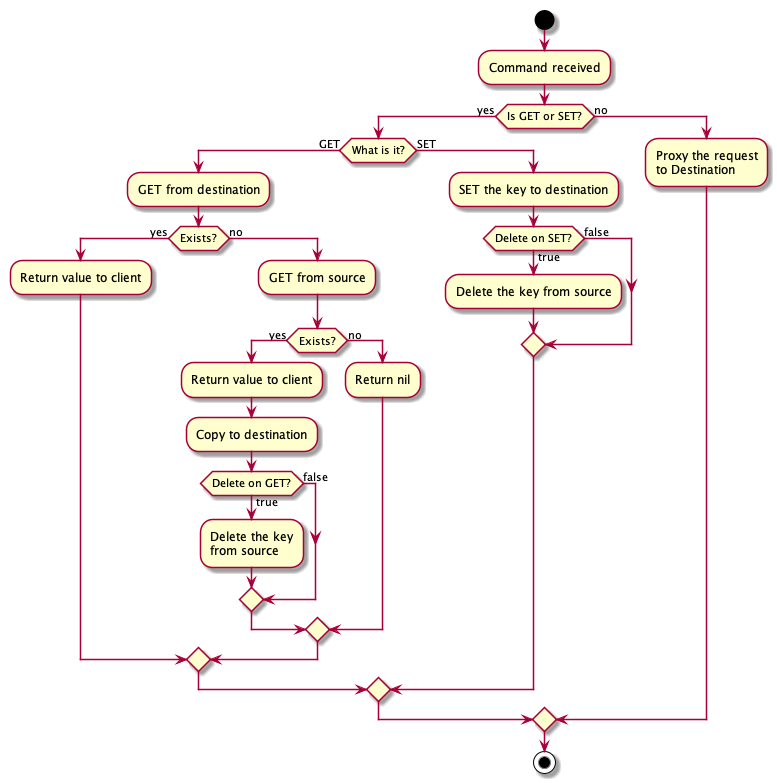 Command received
yes
Is GET or SET?
no
GET
What is it?
SET
Proxy the request
to Destination
GET from destination
SET the key to destination
yes
Exists?
no
Delete on SET?
false
true
Return value to client
GET from source
Delete the key from source
yes
Exists?
no
Return value to client
Return nil
Copy to destination
Delete on GET?
false
true
Delete the key
from source